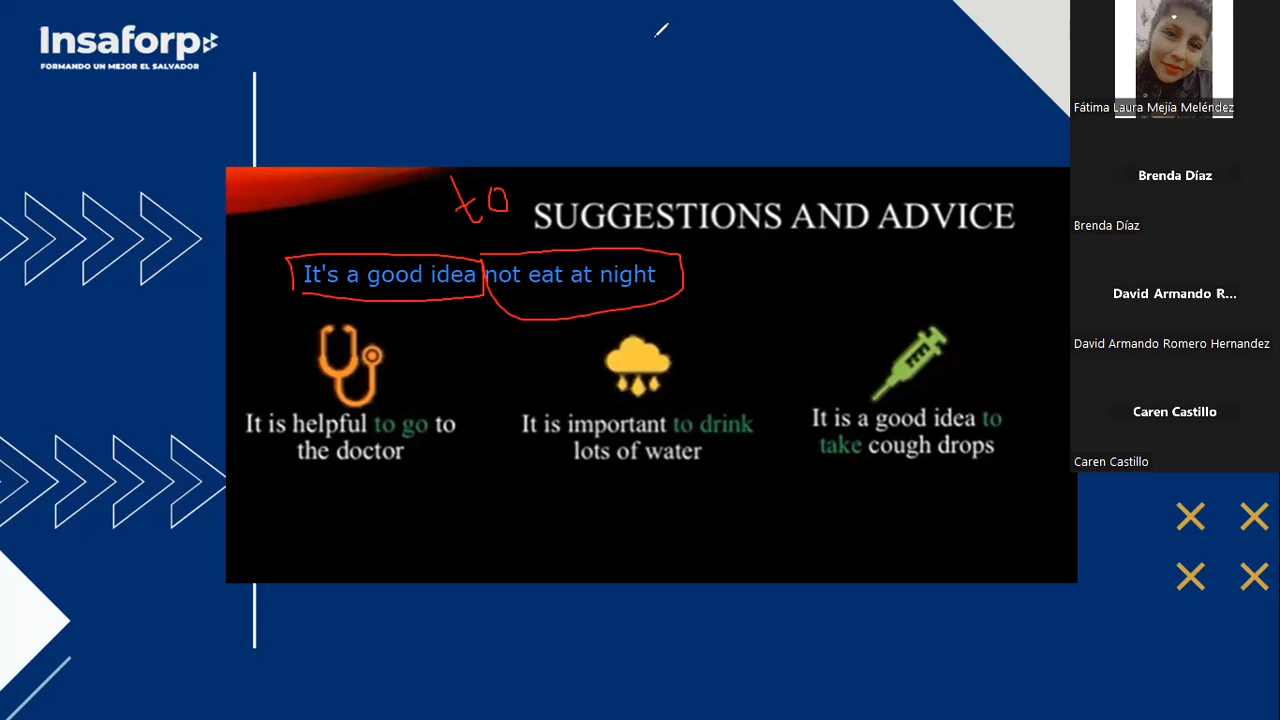 Insaforp
FORMANDO UN MEJOR EL SALVADOR
to
SUGGESTIONS AND ADVICE
It's a good idea not eat at night
It is helpful to go to
the doctor
It is important to drink
lots of water
It is a good idea to
take cough drops
Fátima Laura Mejía Meléndez
Brenda Díaz
Brenda Díaz
David Armando R...
David Armando Romero Hernandez
Caren Castillo
Caren Castillo